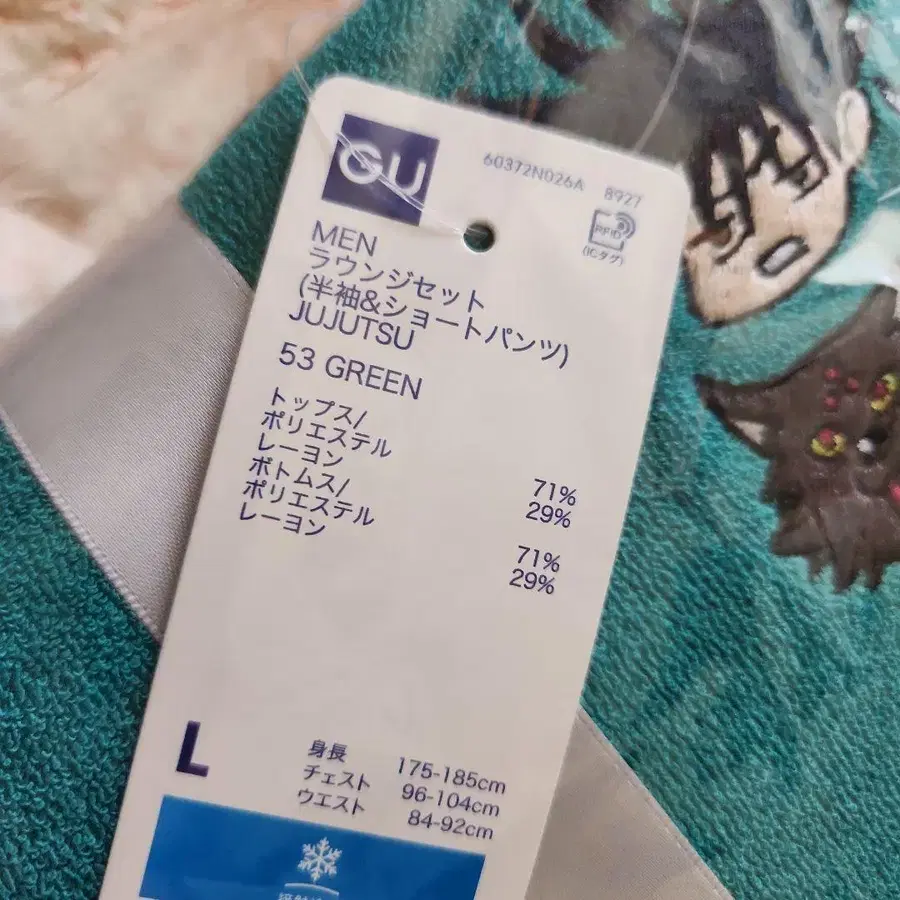 GU
60372N026A 8927
RFID
(ICタグ)
MEN
ラウンジセット
(半袖&ショートパンツ)
JUJUTSU
53 GREEN
トップス/
ポリエステル 71%
レーヨン 29%
ボトムス/
ポリエステル 71%
レーヨン 29%
L
身長 175-185cm
チェスト 96-104cm
ウエスト 84-92cm